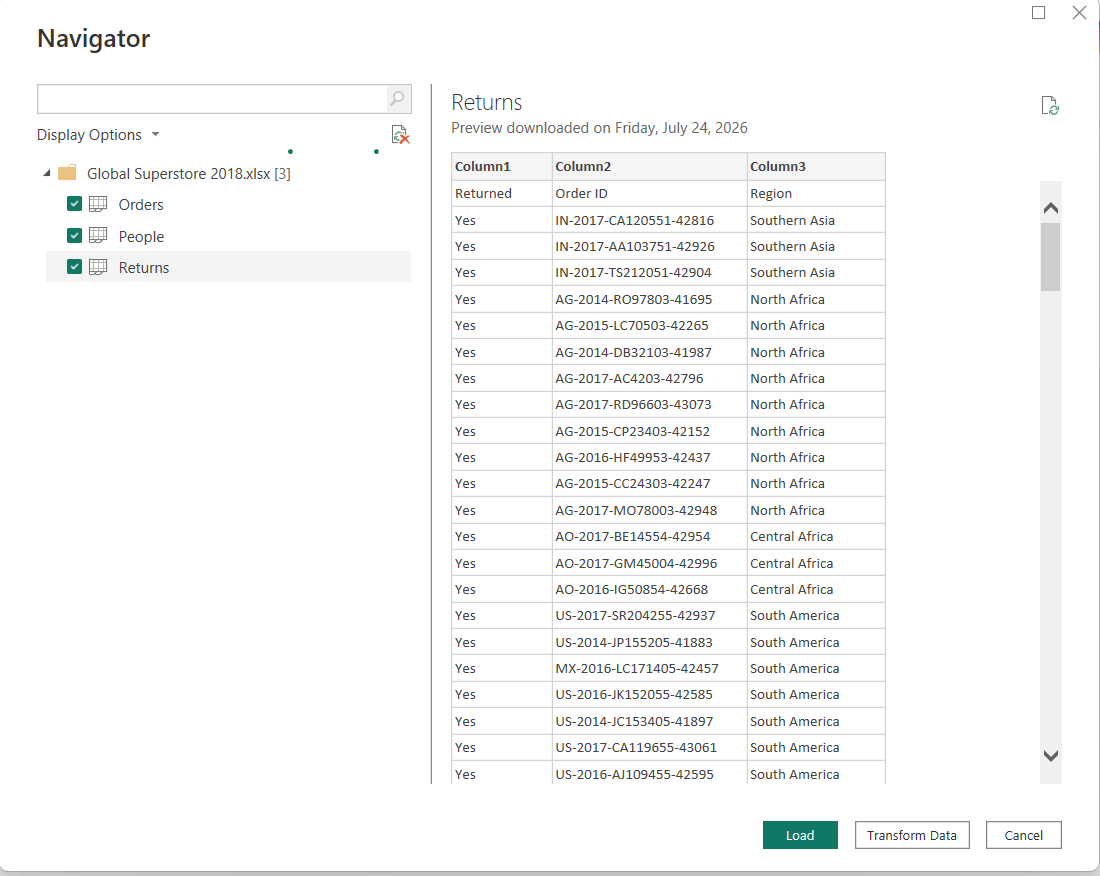 Navigator
Display Options
Global Superstore 2018.xlsx [3]
Orders
People
Returns
Returns
Preview downloaded on Friday, July 24, 2026
Column1 Column2 Column3
Returned Order ID Region
Yes IN-2017-CA120551-42816 Southern Asia
Yes IN-2017-AA103751-42926 Southern Asia
Yes IN-2017-TS212051-42904 Southern Asia
Yes AG-2014-RO97803-41695 North Africa
Yes AG-2015-LC70503-42265 North Africa
Yes AG-2014-DB32103-41987 North Africa
Yes AG-2017-AC4203-42796 North Africa
Yes AG-2017-RD96603-43073 North Africa
Yes AG-2015-CP23403-42152 North Africa
Yes AG-2016-HF49953-42437 North Africa
Yes AG-2015-CC24303-42247 North Africa
Yes AG-2017-MO78003-42948 North Africa
Yes AO-2017-BE14554-42954 Central Africa
Yes AO-2017-GM45004-42996 Central Africa
Yes AO-2016-IG50854-42668 Central Africa
Yes US-2017-SR204255-42937 South America
Yes US-2014-JP155205-41883 South America
Yes MX-2016-LC171405-42457 South America
Yes US-2016-JK152055-42585 South America
Yes US-2014-JC153405-41897 South America
Yes US-2017-CA119655-43061 South America
Yes US-2016-AJ109455-42595 South America
Load Transform Data Cancel